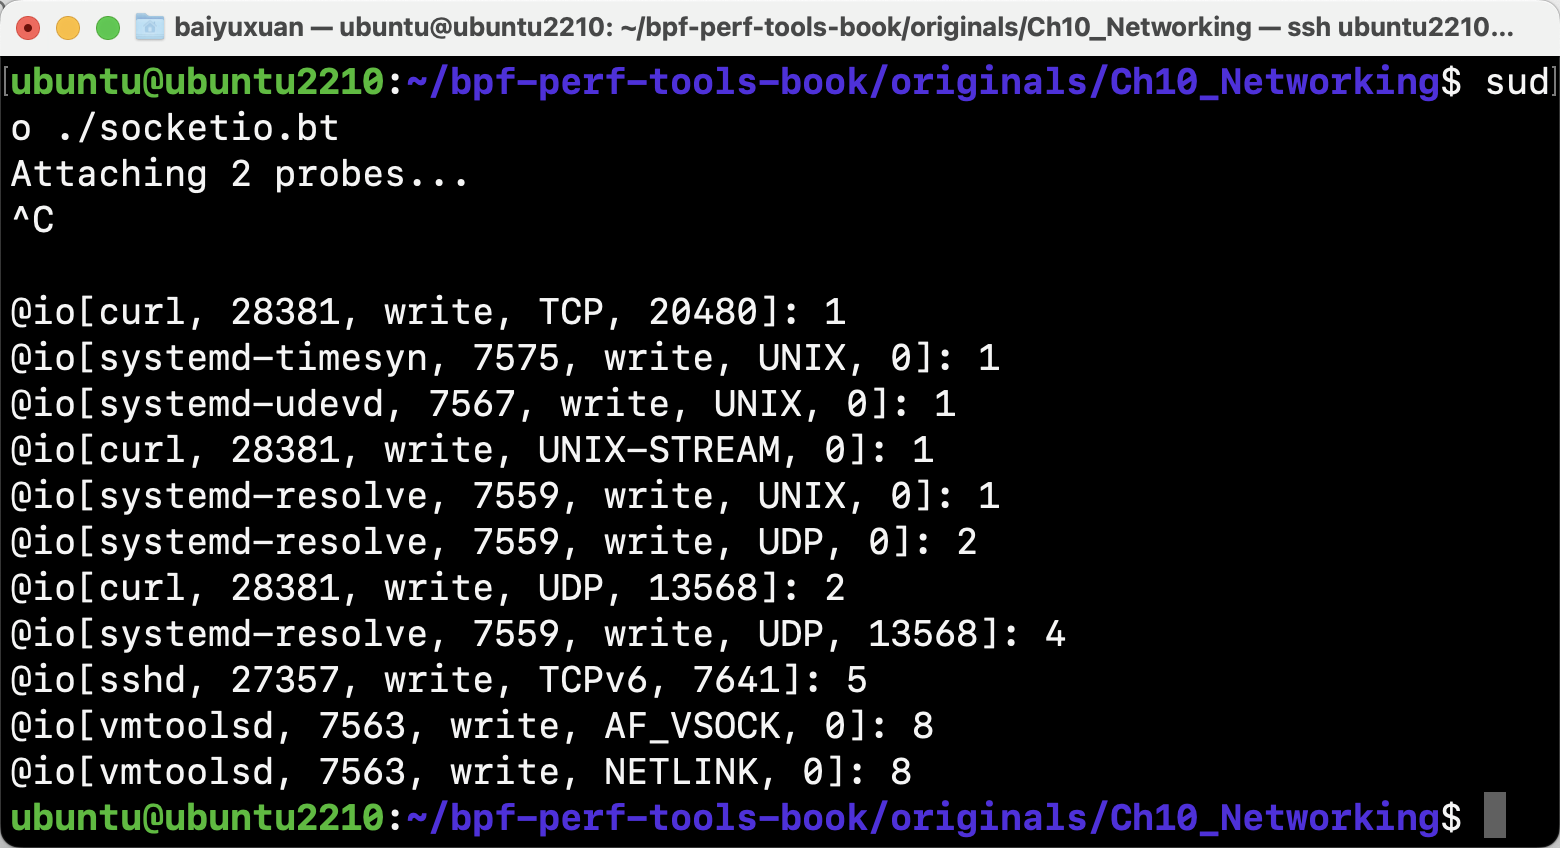 baiyuxuan — ubuntu@ubuntu2210: ~/bpf-perf-tools-book/originals/Ch10_Networking — ssh ubuntu2210...
ubuntu@ubuntu2210:~/bpf-perf-tools-book/originals/Ch10_Networking$ sud
o ./socketio.bt
Attaching 2 probes...
^C
@io[curl, 28381, write, TCP, 20480]: 1
@io[systemd-timesyn, 7575, write, UNIX, 0]: 1
@io[systemd-udevd, 7567, write, UNIX, 0]: 1
@io[curl, 28381, write, UNIX-STREAM, 0]: 1
@io[systemd-resolve, 7559, write, UNIX, 0]: 1
@io[systemd-resolve, 7559, write, UDP, 0]: 2
@io[curl, 28381, write, UDP, 13568]: 2
@io[systemd-resolve, 7559, write, UDP, 13568]: 4
@io[sshd, 27357, write, TCPv6, 7641]: 5
@io[vmtoolsd, 7563, write, AF_VSOCK, 0]: 8
@io[vmtoolsd, 7563, write, NETLINK, 0]: 8
ubuntu@ubuntu2210:~/bpf-perf-tools-book/originals/Ch10_Networking$